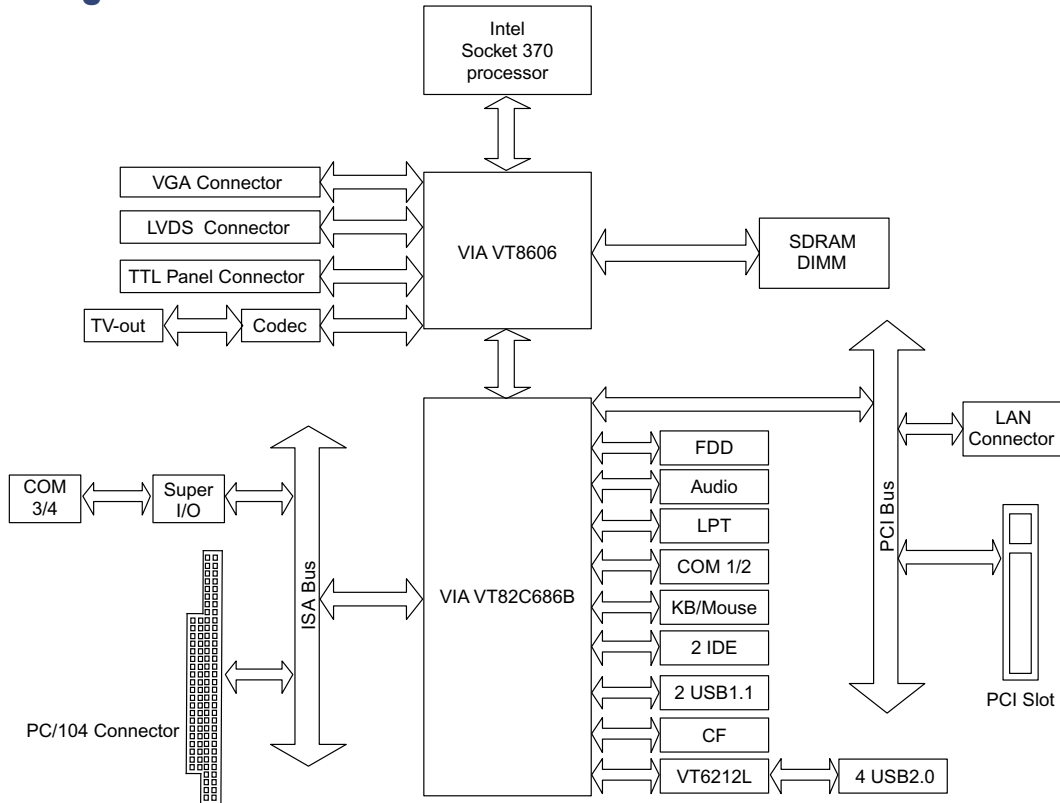 Intel
Socket 370
processor
VGA Connector
LVDS Connector
TTL Panel Connector
TV-out
Codec
VIA VT8606
SDRAM
DIMM
LAN
Connector
FDD
Audio
LPT
COM 1/2
KB/Mouse
2 IDE
2 USB1.1
CF
VT6212L
4 USB2.0
COM
3/4
Super
I/O
ISA Bus
VIA VT82C686B
PCI Bus
PCI Slot
PC/104 Connector